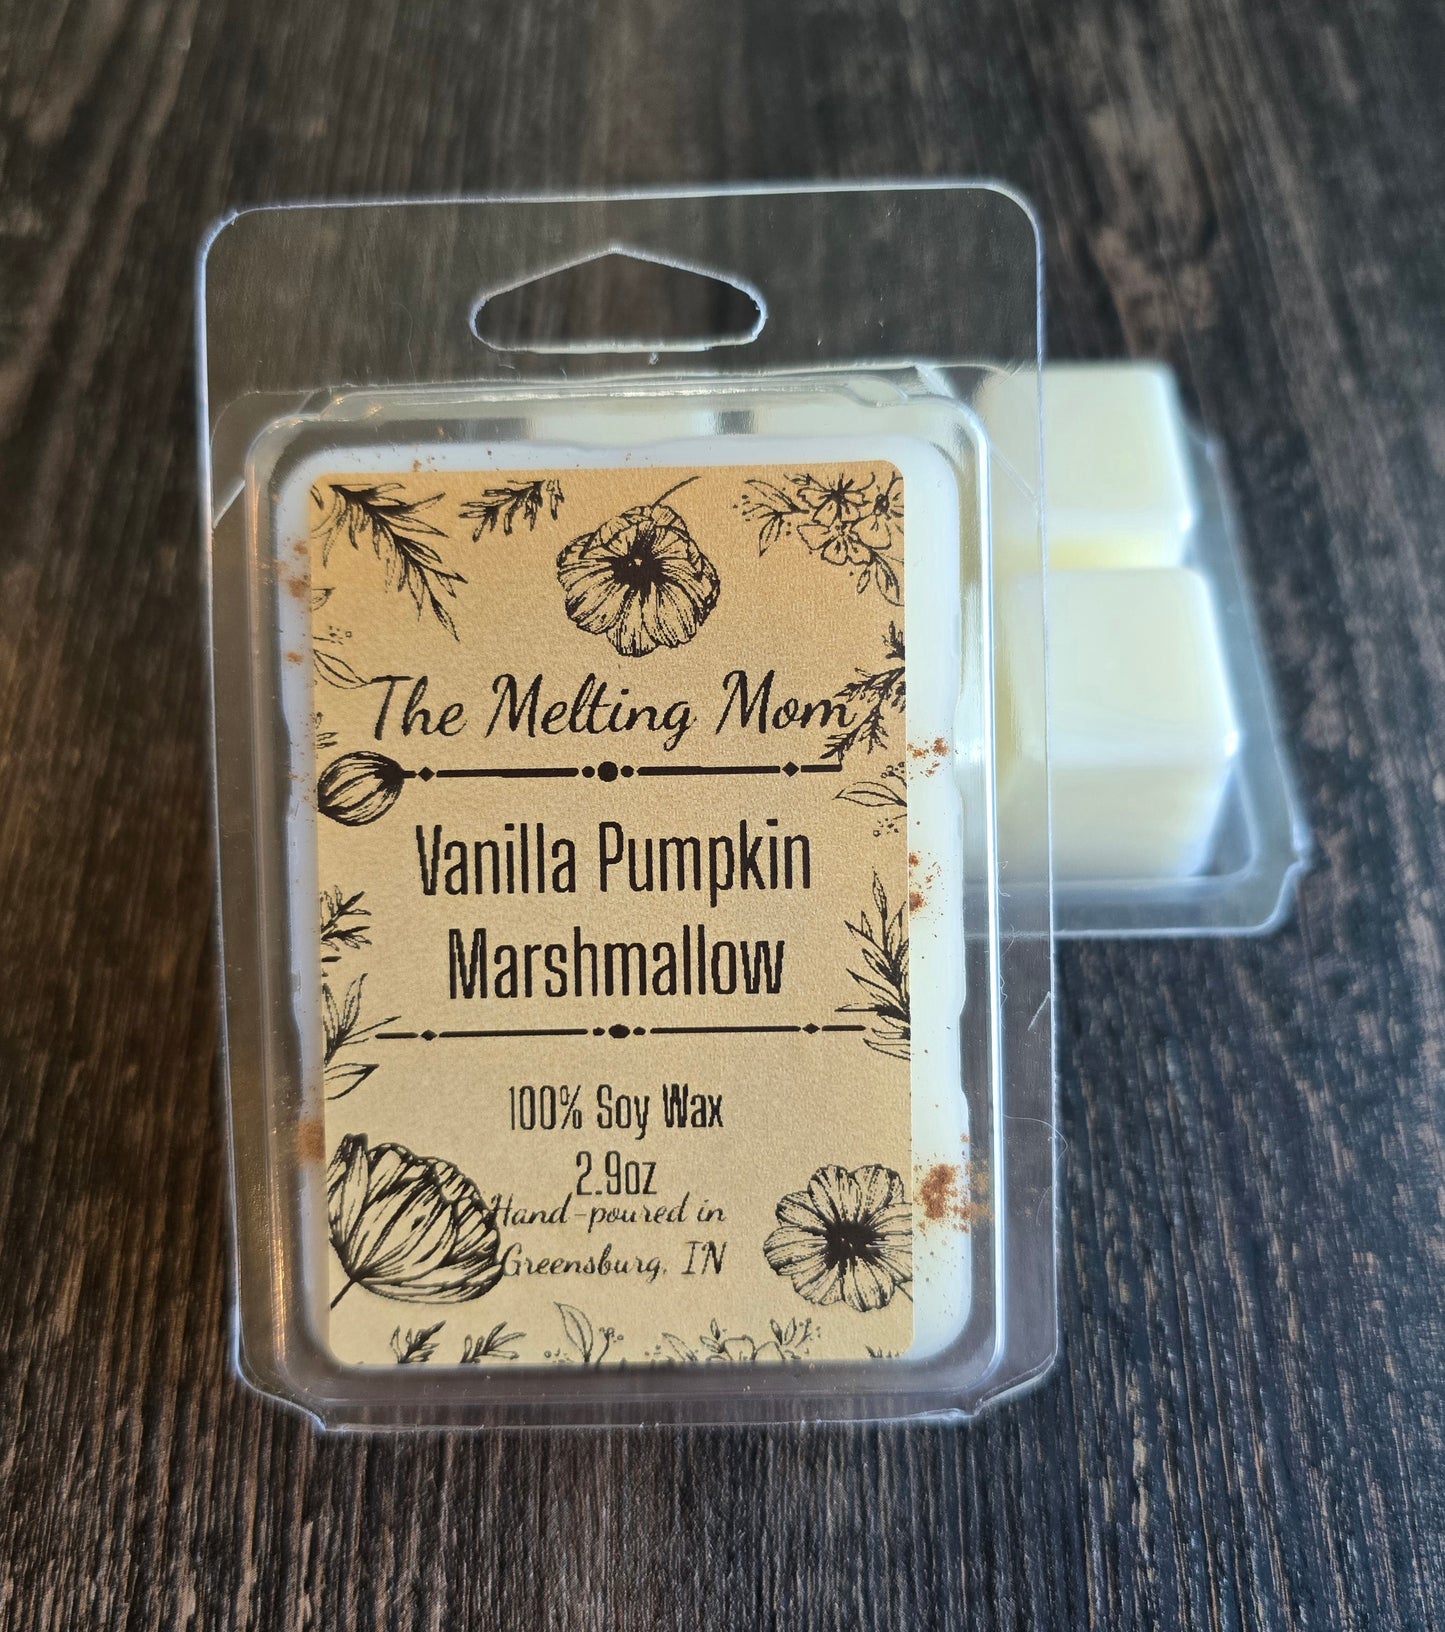 The Melting Mom
Vanilla Pumpkin
Marshmallow
100% Soy Wax
2.9oz
Hand-poured in
Greensburg, IN